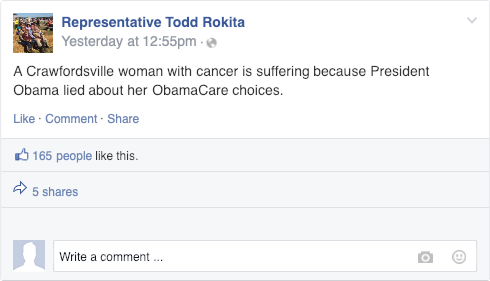 Representative Todd Rokita
Yesterday at 12:55pm ·
A Crawfordsville woman with cancer is suffering because President
Obama lied about her ObamaCare choices.
Like · Comment · Share
165 people like this.
5 shares
Write a comment ...